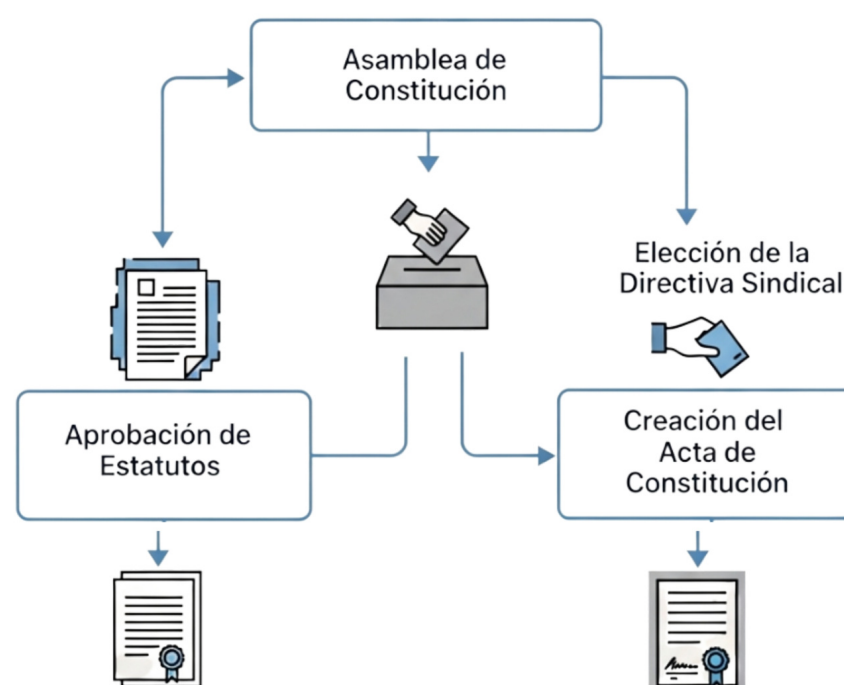 Asamblea de
Constitución
Elección de la
Directiva Sindical
Aprobación de
Estatutos
Creación del
Acta de
Constitución